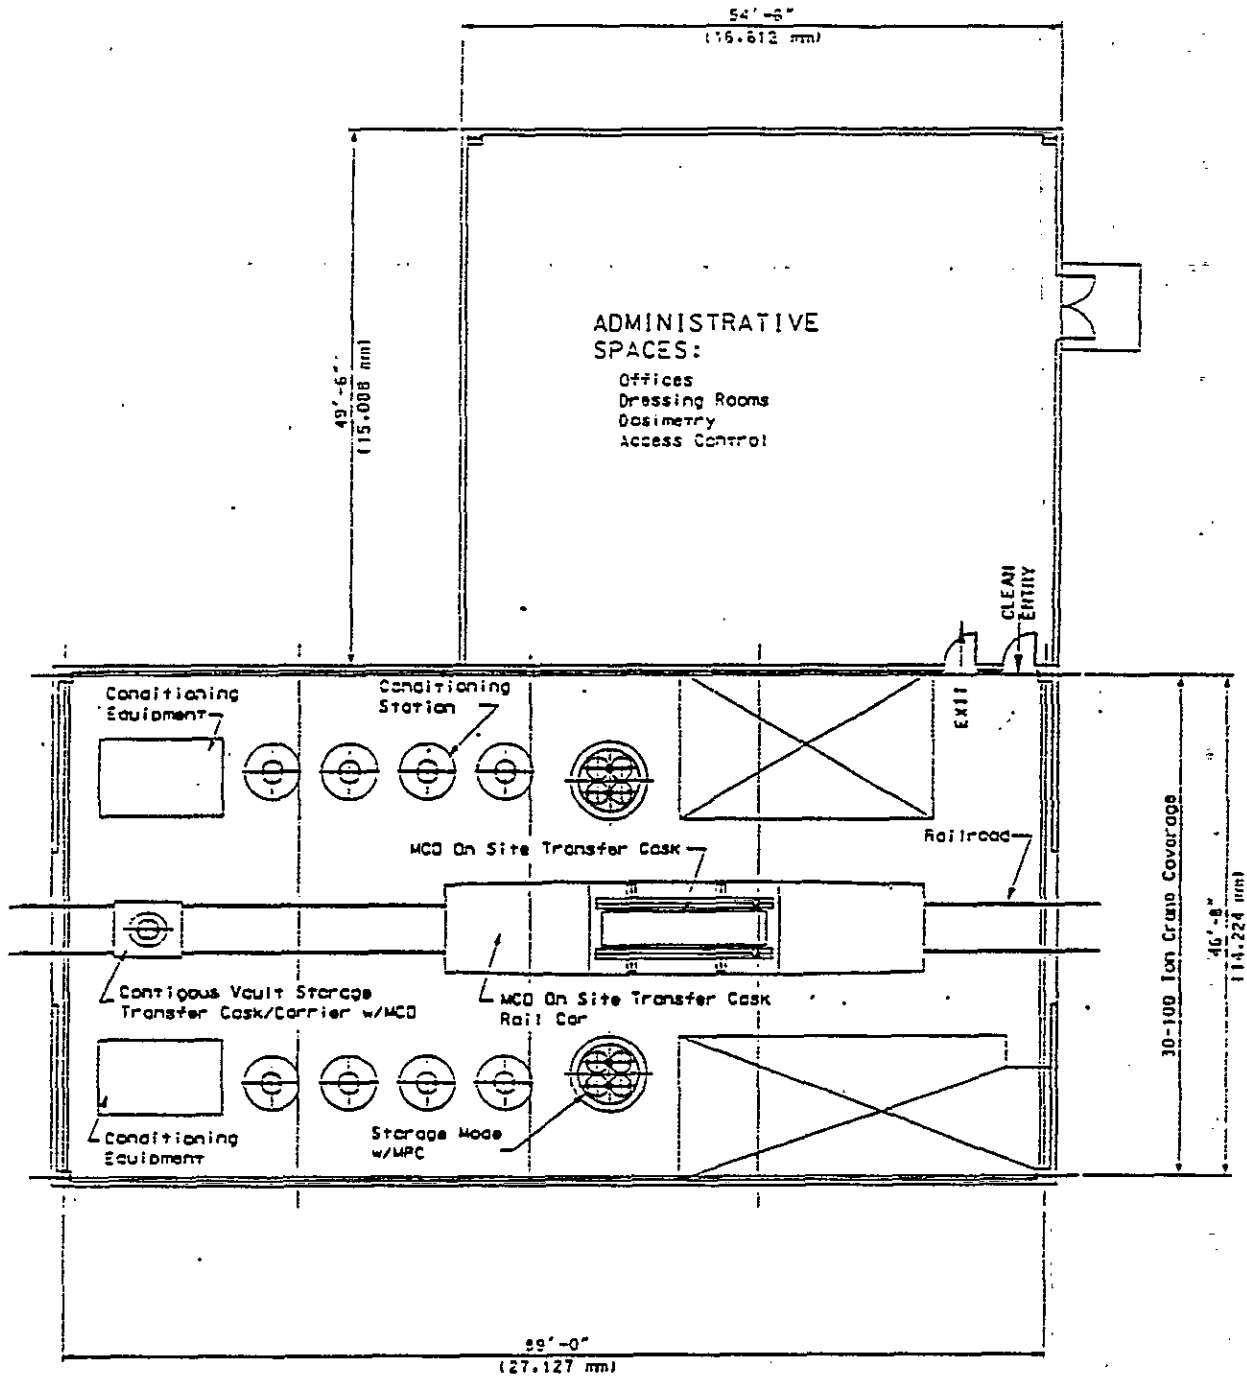 54'-6"
(16.612 mm)
ADMINISTRATIVE
SPACES:
Offices
Dressing Rooms
Dosimetry
Access Control
49'-6"
(15.088 mm)
CLEAN
ENTRY
EXIT
Conditioning
Equipment
Conditioning
Station
MCO On Site Transfer Cask
Railroad
Contigous Vault Storage
Transfer Cask/Carrier w/MCO
MCO On Site Transfer Cask
Rail Car
30-100 Ton Crane Coverage
46'-8"
(14.224 mm)
Conditioning
Equipment
Storage Mode
w/MPC
89'-0"
(27.127 mm)